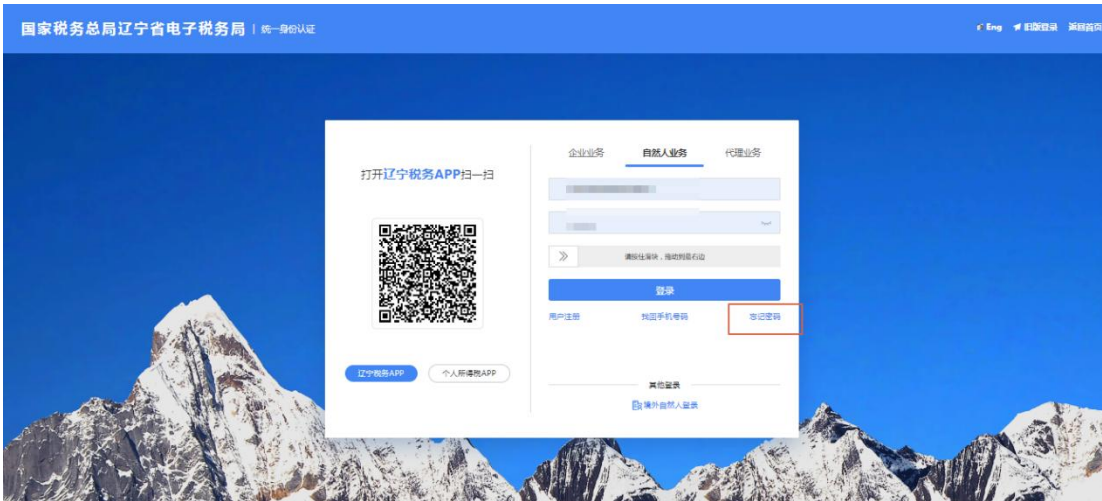 国家税务总局辽宁省电子税务局 | 统一身份认证
Eng 旧版登录 返回首页
企业业务 自然人业务 代理业务
打开辽宁税务APP扫一扫
请按住滑块，拖动到最右边
登录
用户注册 找回手机号码 忘记密码
辽宁税务APP 个人所得税APP
其他登录
境外自然人登录